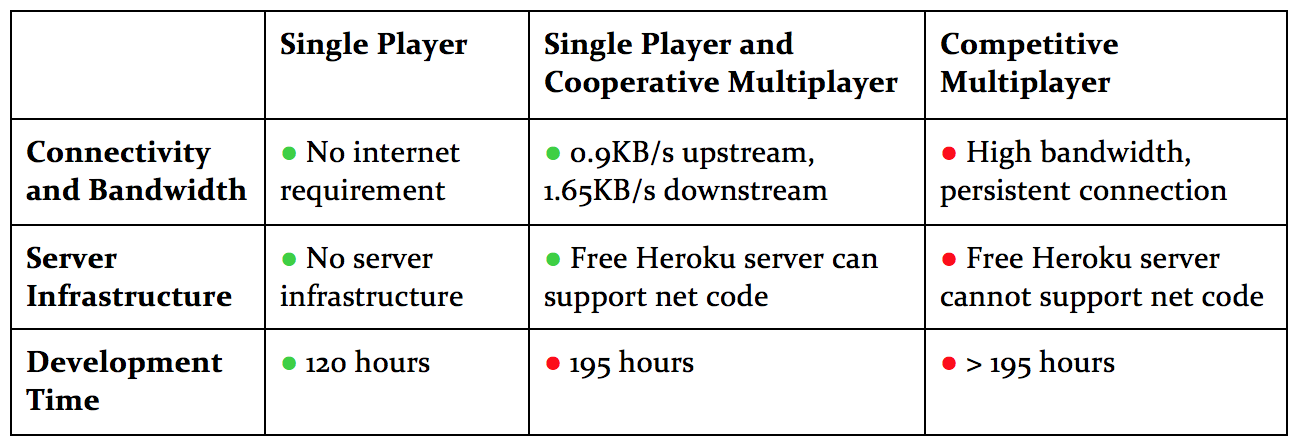 Single Player
Single Player and
Cooperative Multiplayer
Competitive
Multiplayer
Connectivity
and Bandwidth
● No internet
requirement
● 0.9KB/s upstream,
1.65KB/s downstream
● High bandwidth,
persistent connection
Server
Infrastructure
● No server
infrastructure
● Free Heroku server can
support net code
● Free Heroku server
cannot support net code
Development
Time
● 120 hours
● 195 hours
● > 195 hours